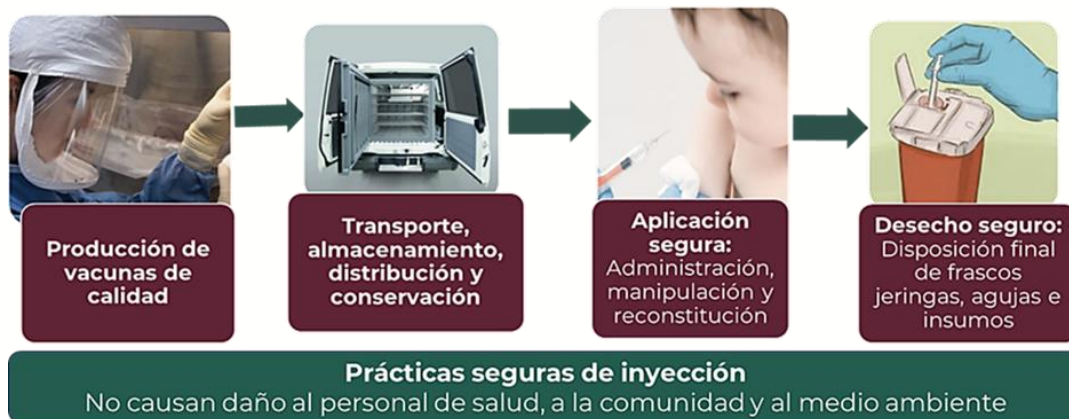 Producción de
vacunas de
calidad
Transporte,
almacenamiento,
distribución y
conservación
Aplicación
segura:
Administración,
manipulación y
reconstitución
Desecho seguro:
Disposición final
de frascos
jeringas, agujas e
insumos
Prácticas seguras de inyección
No causan daño al personal de salud, a la comunidad y al medio ambiente